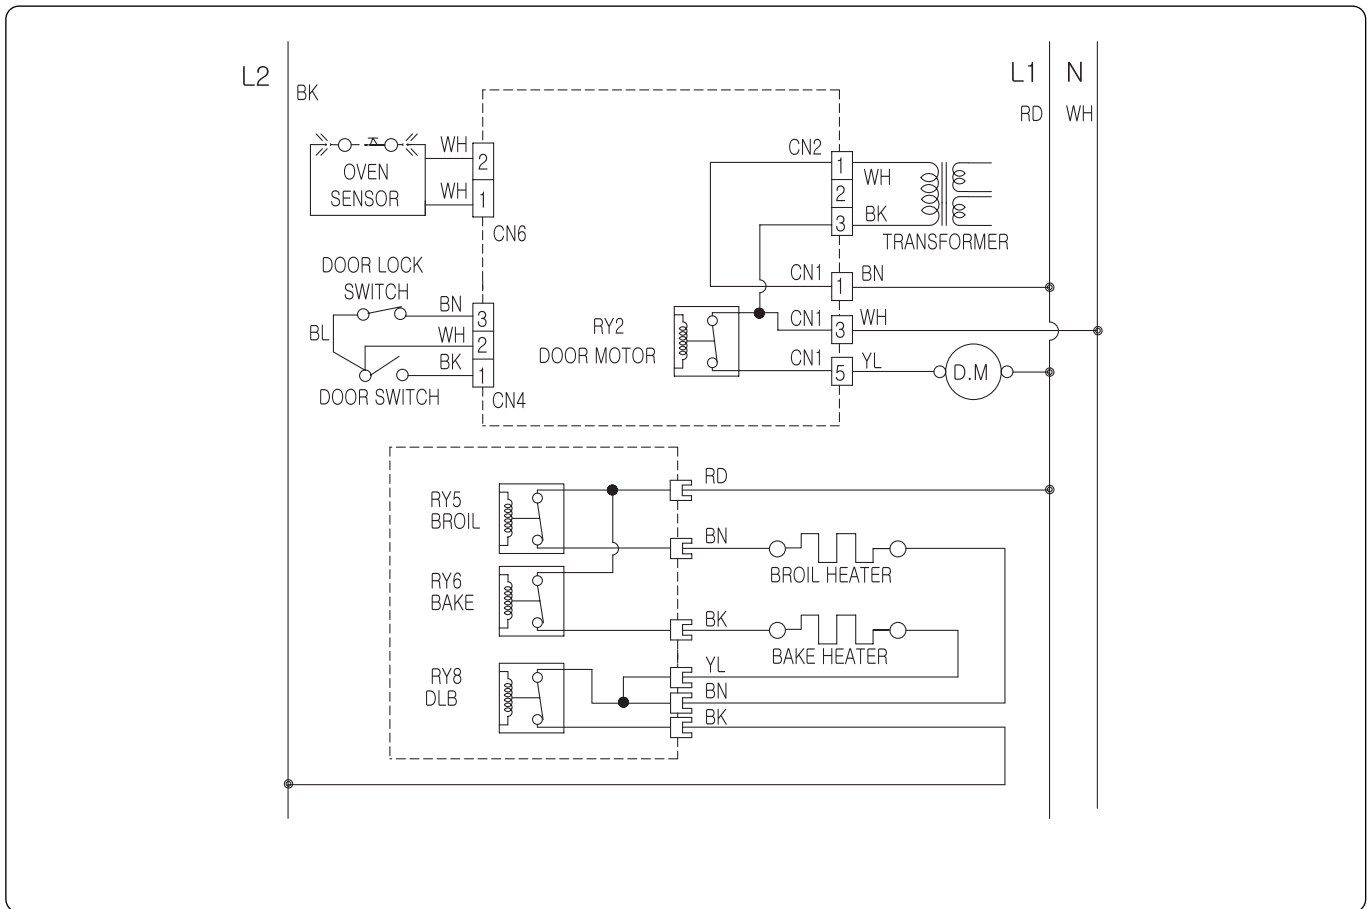 L2
BK
L1
N
RD
WH
OVEN
SENSOR
WH
2
WH
1
CN6
DOOR LOCK
SWITCH
BL
BN
3
WH
2
BK
1
DOOR SWITCH
CN4
CN2
1
WH
2
3
BK
TRANSFORMER
CN1
1
BN
RY2
DOOR MOTOR
CN1
3
WH
CN1
5
YL
D.M
RY5
BROIL
RD
BN
BROIL HEATER
RY6
BAKE
BK
BAKE HEATER
RY8
DLB
YL
BN
BK